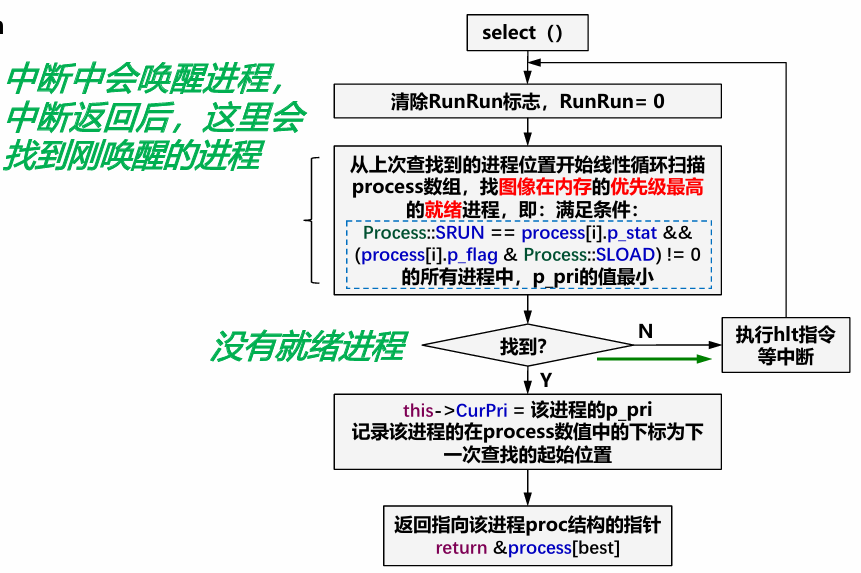 select（）
中断中会唤醒进程，
中断返回后，这里会
找到刚唤醒的进程
清除RunRun标志，RunRun= 0
从上次查找到的进程位置开始线性循环扫描
process数组，找图像在内存的优先级最高
的就绪进程，即：满足条件：
Process::SRUN == process[i].p_stat &&
(process[i].p_flag & Process::SLOAD) != 0
的所有进程中，p_pri的值最小
没有就绪进程
找到？
N
执行hlt指令
等中断
Y
this->CurPri = 该进程的p_pri
记录该进程的在process数值中的下标为下
一次查找的起始位置
返回指向该进程proc结构的指针
return &process[best]